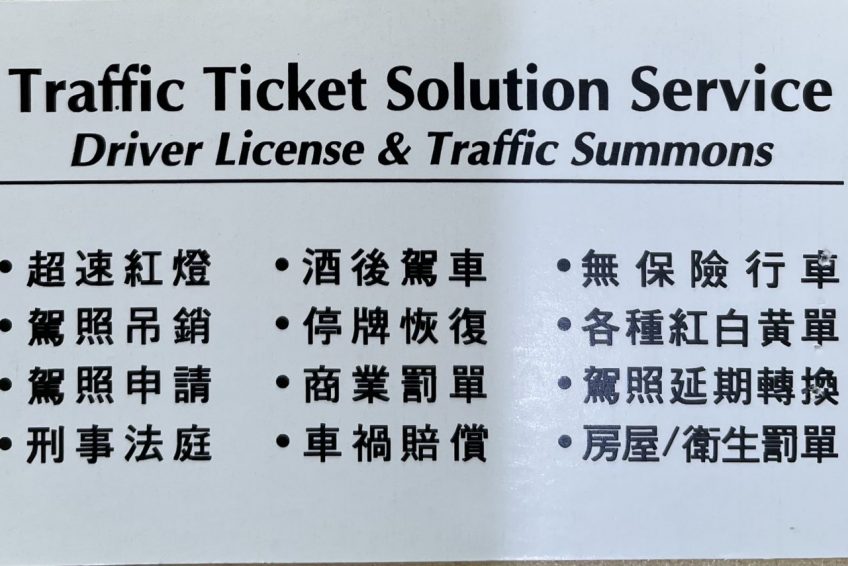 Traffic Ticket Solution Service
Driver License & Traffic Summons
• 超速紅燈 • 酒後駕車 • 無保險行車
• 駕照吊銷 • 停牌恢復 • 各種紅白黄單
• 駕照申請 • 商業罰單 • 駕照延期轉換
• 刑事法庭 • 車禍賠償 • 房屋/衛生罰單